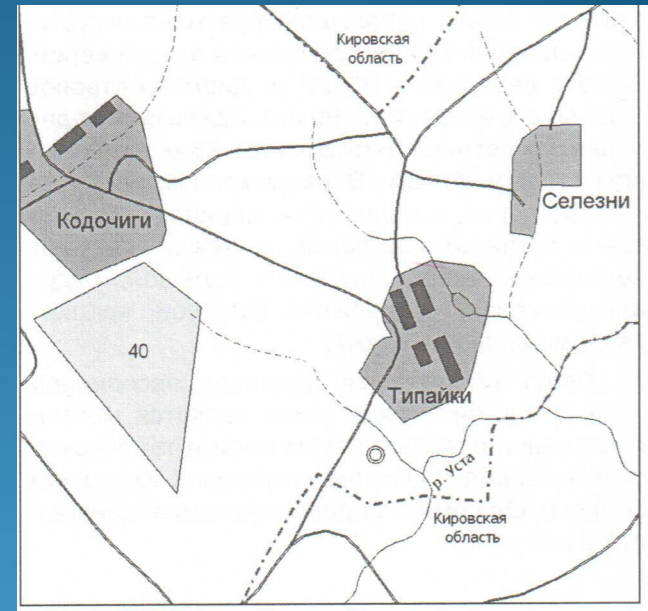 Кировская
область
Селезни
Кодочиги
40
Типайки
р. Уста
Кировская
область